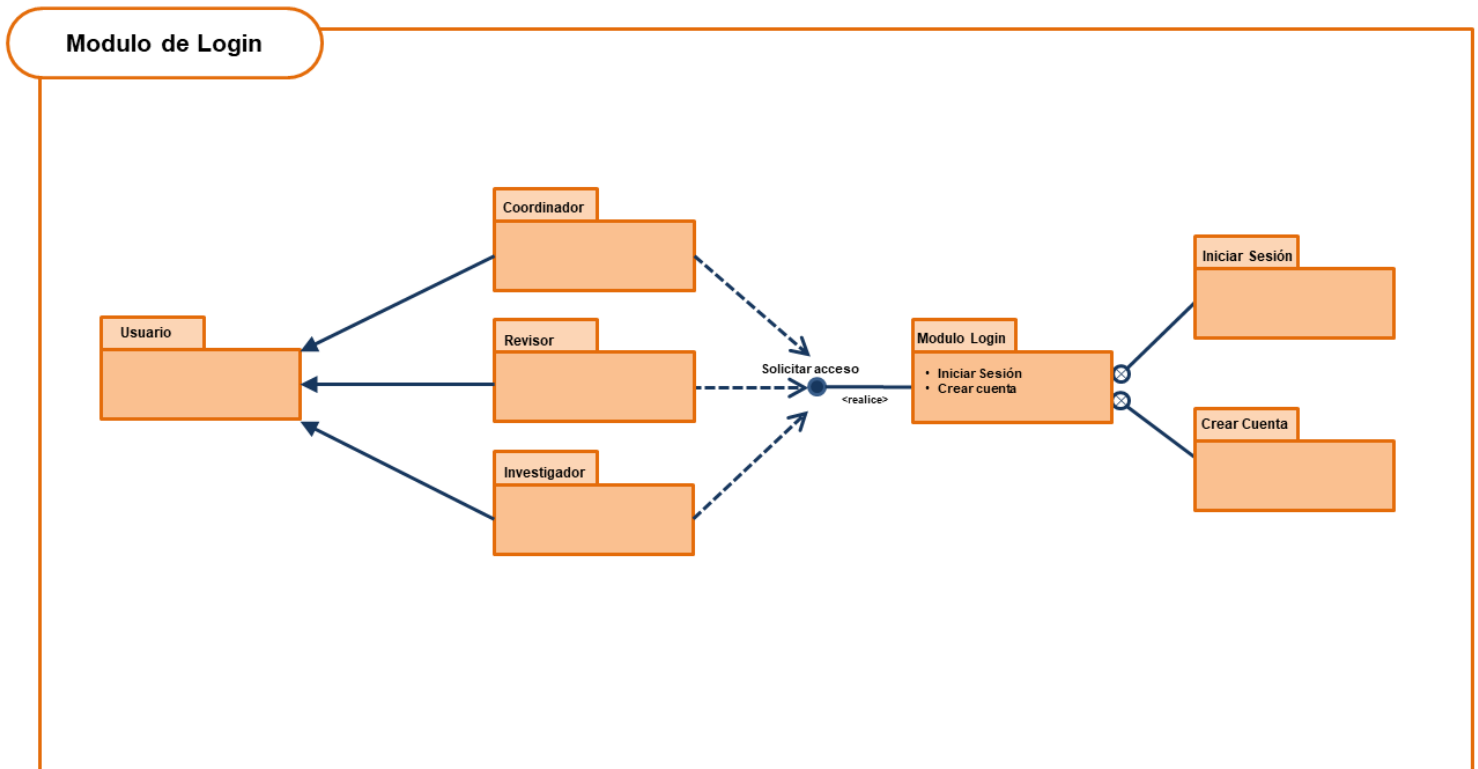 Modulo de Login
Coordinador
Iniciar Sesión
Usuario
Revisor
Modulo Login
Solicitar acceso
• Iniciar Sesión
• Crear cuenta
<realice>
Crear Cuenta
Investigador